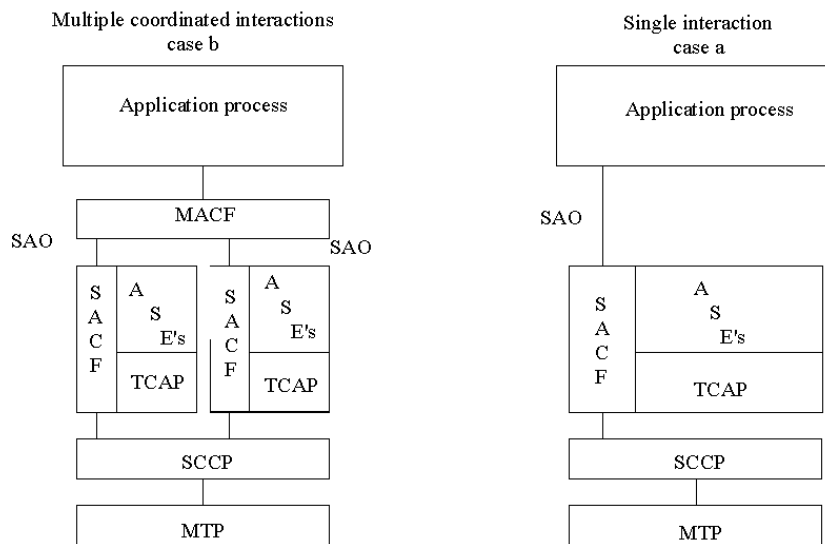 Multiple coordinated interactions
case b
Application process
MACF
SAO
SAO
S
A
C
F
A
S
E's
TCAP
S
A
C
F
A
S
E's
TCAP
SCCP
MTP
Single interaction
case a
Application process
SAO
S
A
C
F
A
S
E's
TCAP
SCCP
MTP